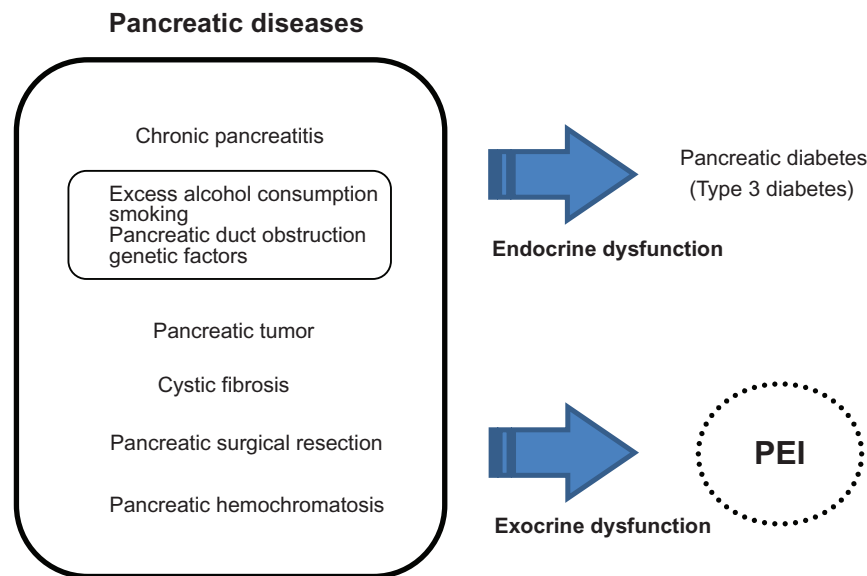 Pancreatic diseases
Chronic pancreatitis
Excess alcohol consumption
smoking
Pancreatic duct obstruction
genetic factors
Pancreatic tumor
Cystic fibrosis
Pancreatic surgical resection
Pancreatic hemochromatosis
Endocrine dysfunction
Pancreatic diabetes
(Type 3 diabetes)
Exocrine dysfunction
PEI